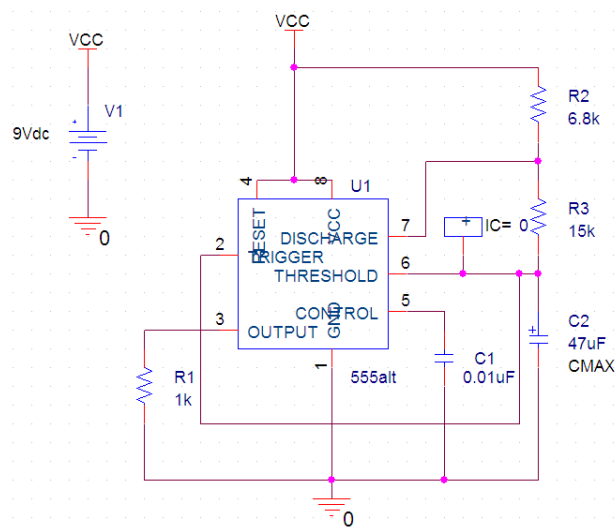 VCC
VCC
V1
9Vdc
0
R2
6.8k
4
8
U1
RESET
VCC
DISCHARGE
7
IC= 0
R3
15k
2
TRIGGER
THRESHOLD
6
CONTROL
5
3
OUTPUT
GND
C2
47uF
CMAX
R1
1k
1
555alt
C1
0.01uF
0